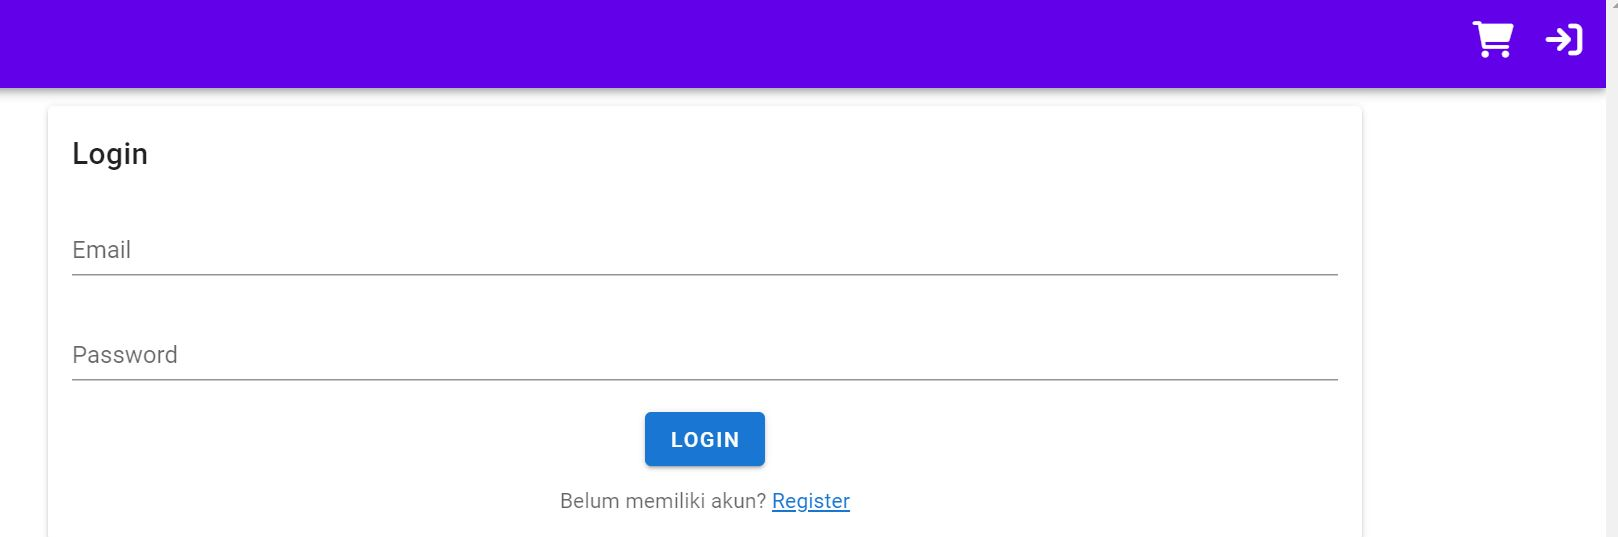 Login
Email
Password
LOGIN
Belum memiliki akun? Register